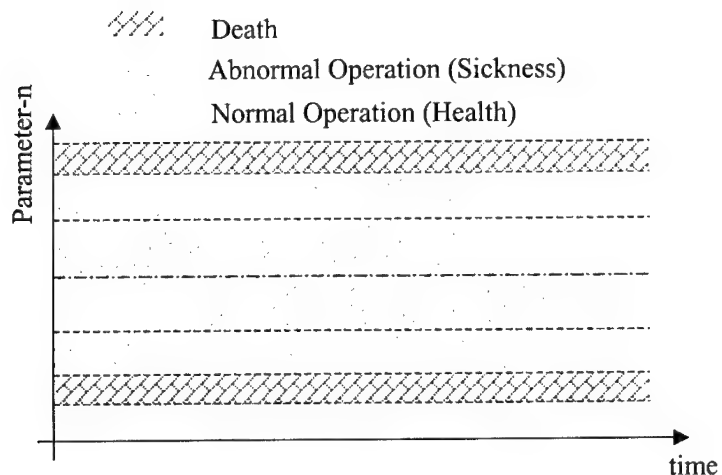 Death
Abnormal Operation (Sickness)
Normal Operation (Health)
Parameter-n
time